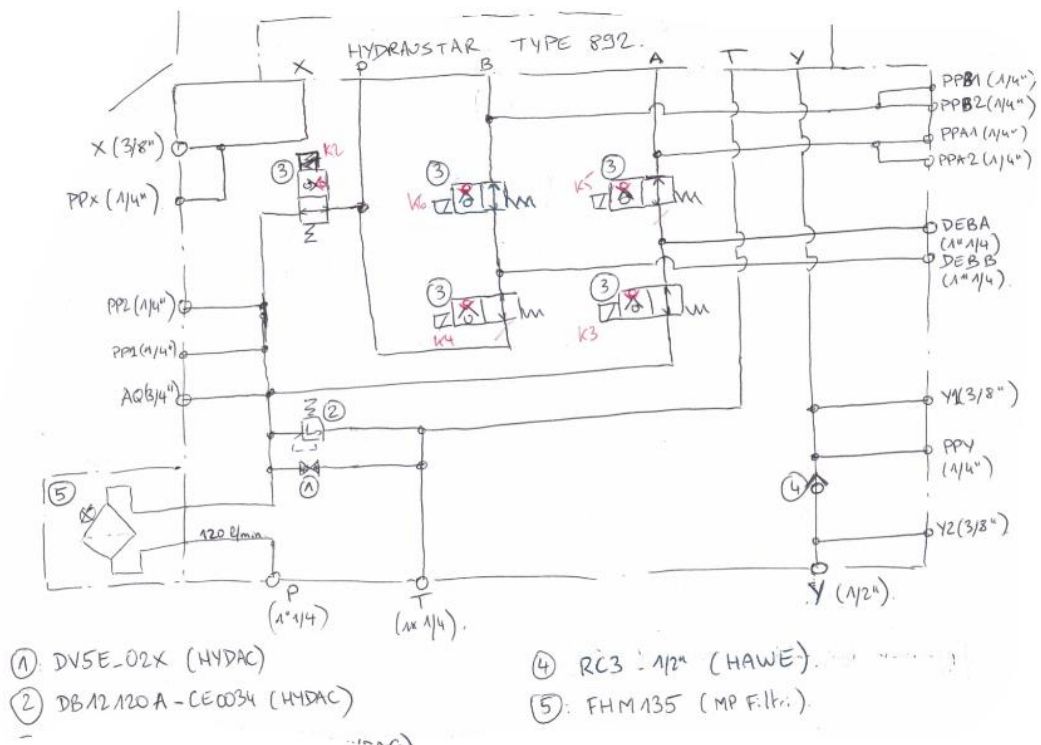 HYDRAUSTAR TYPE 892.
X P B A T Y
PPB1 (1/4")
PPB2 (1/4")
PPA1 (1/4")
PPA2 (1/4")
X (3/8")
PPX (1/4")
3 K2
3 K6
3 K5
DEBA
(1"1/4)
DEBB
(1"1/4).
3 K4
3 K3
PP2 (1/4")
PP1 (1/4")
AQ(3/4")
2
1
Y1(3/8")
PPY
(1/4")
4
Y2(3/8")
5
120 l/min
P
(1"1/4)
T
(1"1/4).
Y (1/2").
1 DV5E_02X (HYDAC)
2 DB12120A-CE0034 (HYDAC)
4 RC3 - 1/2" (HAWE).
5: FHM135 (MP Filtri).